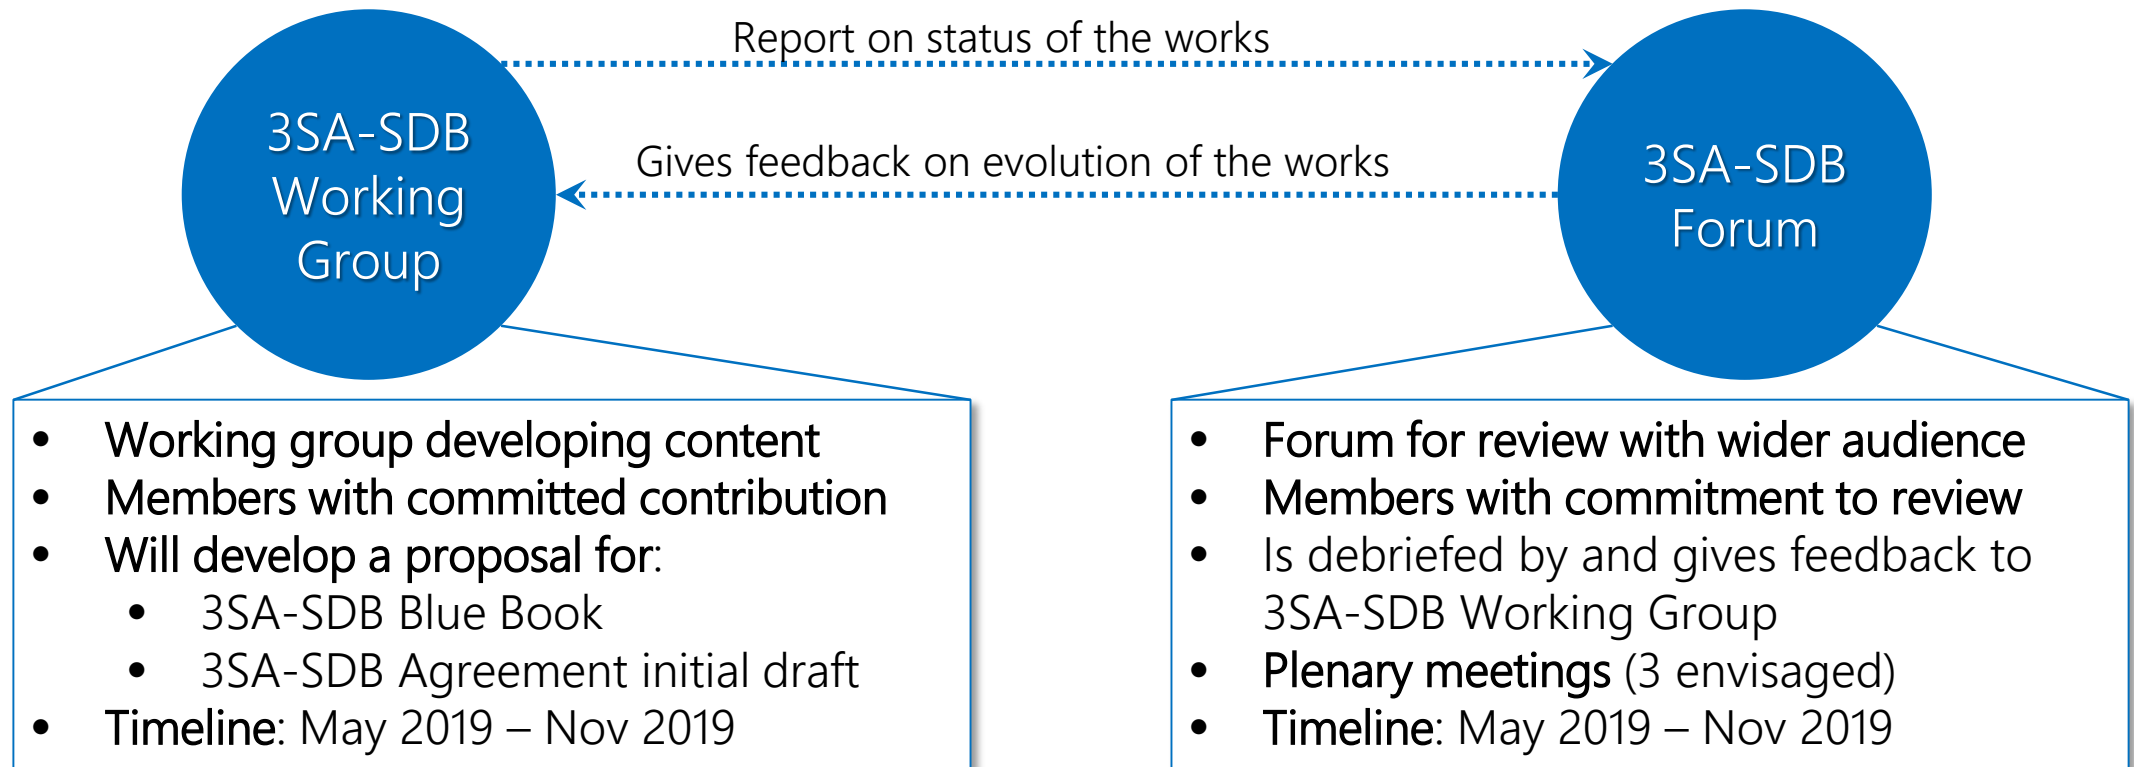 Report on status of the works
Gives feedback on evolution of the works
3SA-SDB
Working
Group
3SA-SDB
Forum
• Working group developing content
• Members with committed contribution
• Will develop a proposal for:
• 3SA-SDB Blue Book
• 3SA-SDB Agreement initial draft
• Timeline: May 2019 – Nov 2019
• Forum for review with wider audience
• Members with commitment to review
• Is debriefed by and gives feedback to
3SA-SDB Working Group
• Plenary meetings (3 envisaged)
• Timeline: May 2019 – Nov 2019